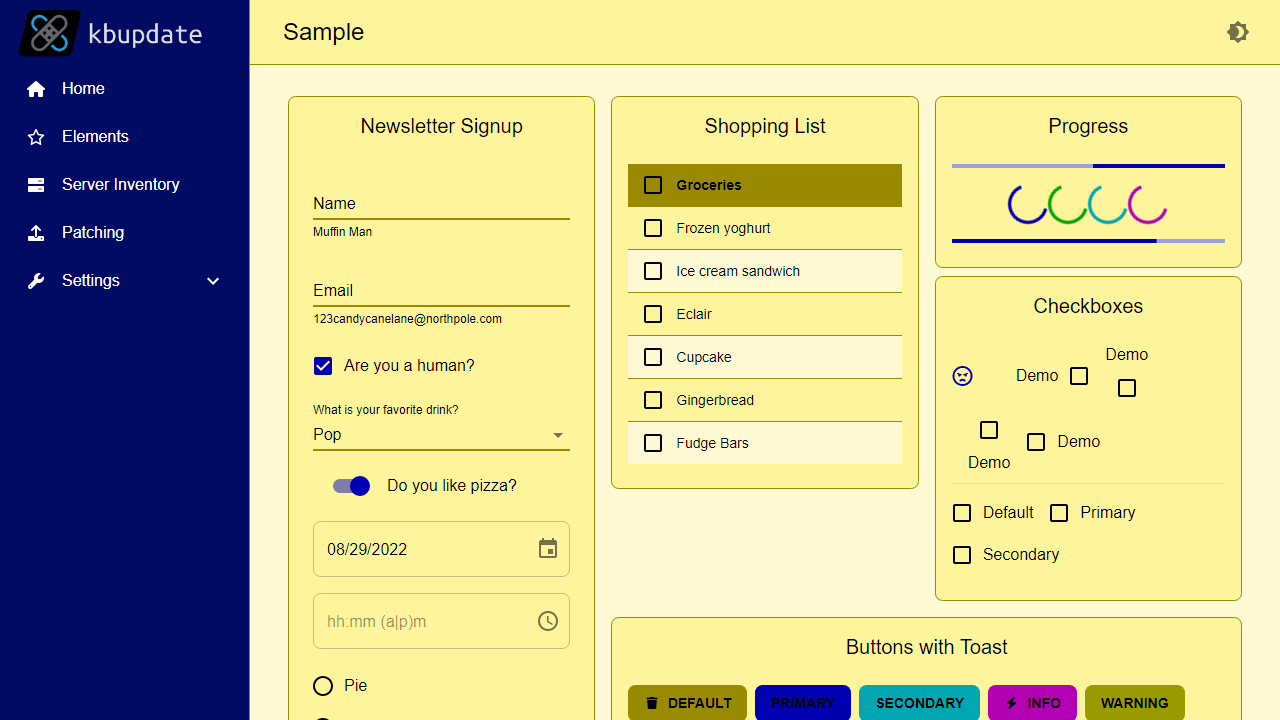 kbupdate
Home
Elements
Server Inventory
Patching
Settings
Sample
Newsletter Signup
Name
Muffin Man
Email
123candycanelane@northpole.com
Are you a human?
What is your favorite drink?
Pop
Do you like pizza?
08/29/2022
hh:mm (a|p)m
Pie
Shopping List
Groceries
Frozen yoghurt
Ice cream sandwich
Eclair
Cupcake
Gingerbread
Fudge Bars
Progress
Checkboxes
Demo
Demo
Demo
Demo
Default
Primary
Secondary
Buttons with Toast
DEFAULT
PRIMARY
SECONDARY
INFO
WARNING